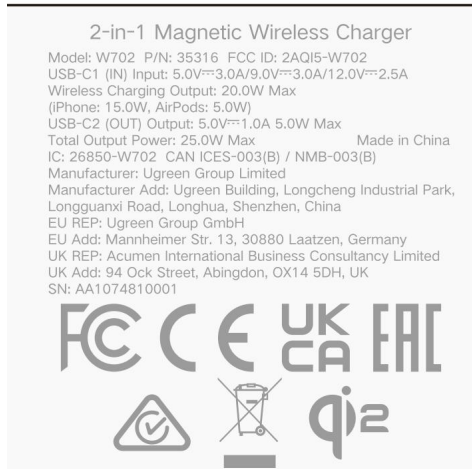 2-in-1 Magnetic Wireless Charger
Model: W702 P/N: 35316 FCC ID: 2AQI5-W702
USB-C1 (IN) Input: 5.0V⎓3.0A/9.0V⎓3.0A/12.0V⎓2.5A
Wireless Charging Output: 20.0W Max
(iPhone: 15.0W, AirPods: 5.0W)
USB-C2 (OUT) Output: 5.0V⎓1.0A 5.0W Max
Total Output Power: 25.0W Max Made in China
IC: 26850-W702 CAN ICES-003(B) / NMB-003(B)
Manufacturer: Ugreen Group Limited
Manufacturer Add: Ugreen Building, Longcheng Industrial Park,
Longguanxi Road, Longhua, Shenzhen, China
EU REP: Ugreen Group GmbH
EU Add: Mannheimer Str. 13, 30880 Laatzen, Germany
UK REP: Acumen International Business Consultancy Limited
UK Add: 94 Ock Street, Abingdon, OX14 5DH, UK
SN: AA1074810001
FC CE UK CA EAC
qi2